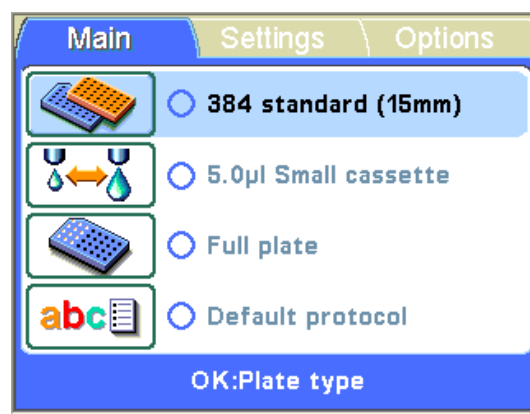 Main Settings Options
384 standard (15mm)
5.0µl Small cassette
Full plate
abc Default protocol
OK:Plate type